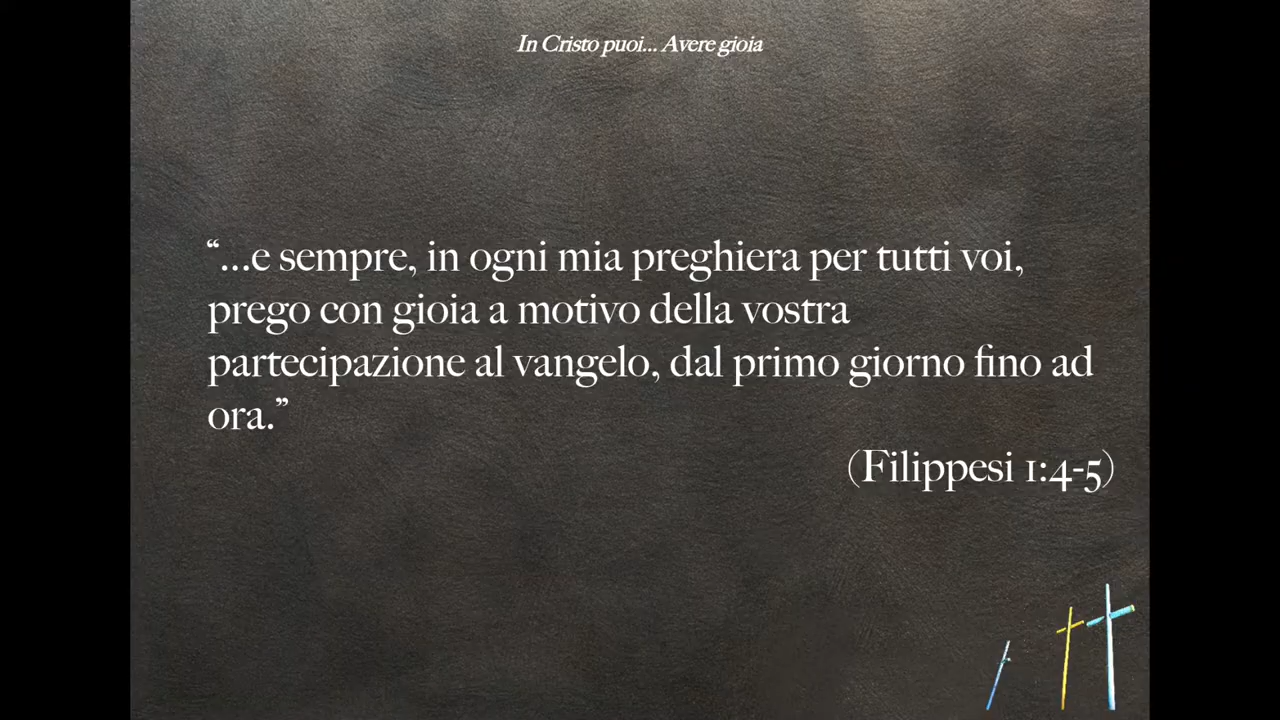 In Cristo puoi... Avere gioia
“...e sempre, in ogni mia preghiera per tutti voi,
prego con gioia a motivo della vostra
partecipazione al vangelo, dal primo giorno fino ad
ora.”
(Filippesi 1:4-5)